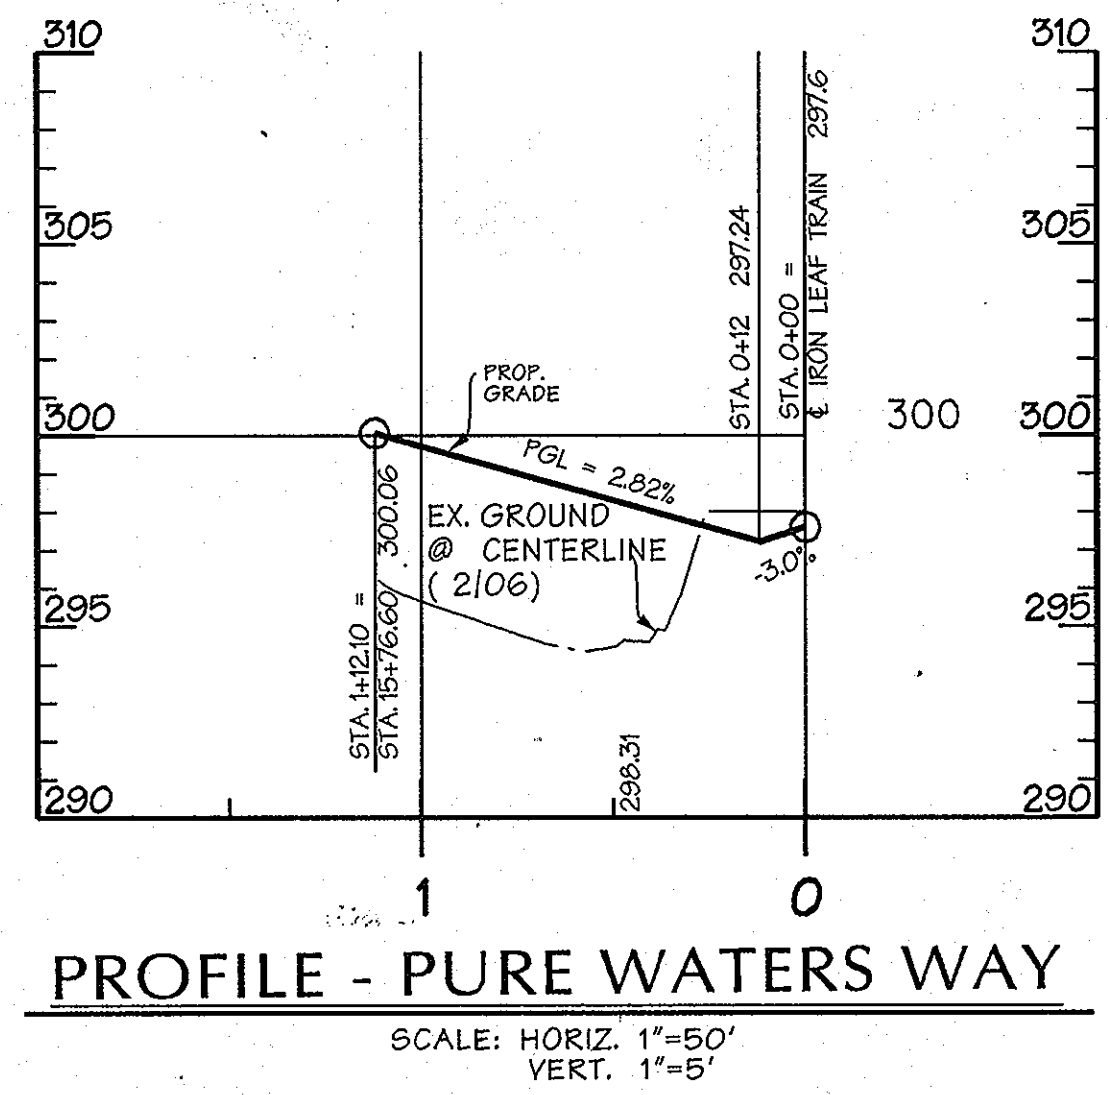 310
310
305
305
300
300
300
295
295
290
290
STA. 0+12 297.24
STA. 0+00 =
℄ IRON LEAF TRAIN 297.6
PROP.
GRADE
PGL = 2.82%
-3.0%
EX. GROUND
@ CENTERLINE
( 2/06)
STA. 1+12.10 =
STA. 15+76.60/ 300.06
298.31
1
0
PROFILE - PURE WATERS WAY
SCALE: HORIZ. 1"=50'
VERT. 1"=5'